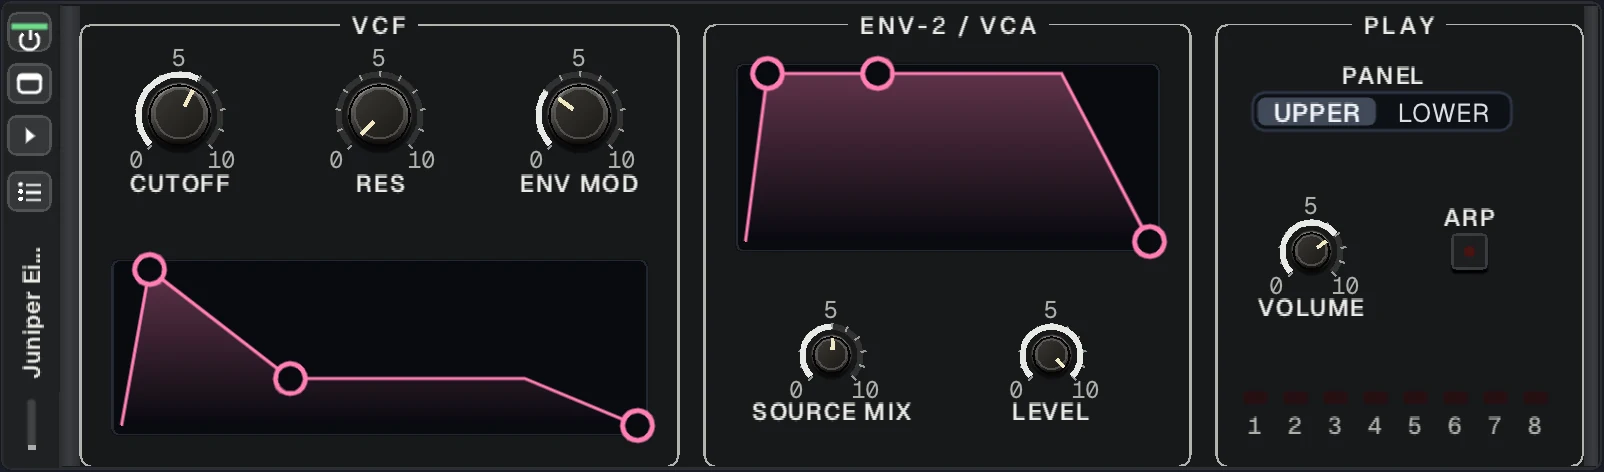 VCF
5
0 10
CUTOFF
5
0 10
RES
5
0 10
ENV MOD
ENV-2 / VCA
5
0 10
SOURCE MIX
5
0 10
LEVEL
PLAY
PANEL
UPPER LOWER
5
0 10
VOLUME
ARP
1 2 3 4 5 6 7 8
Juniper Ei...